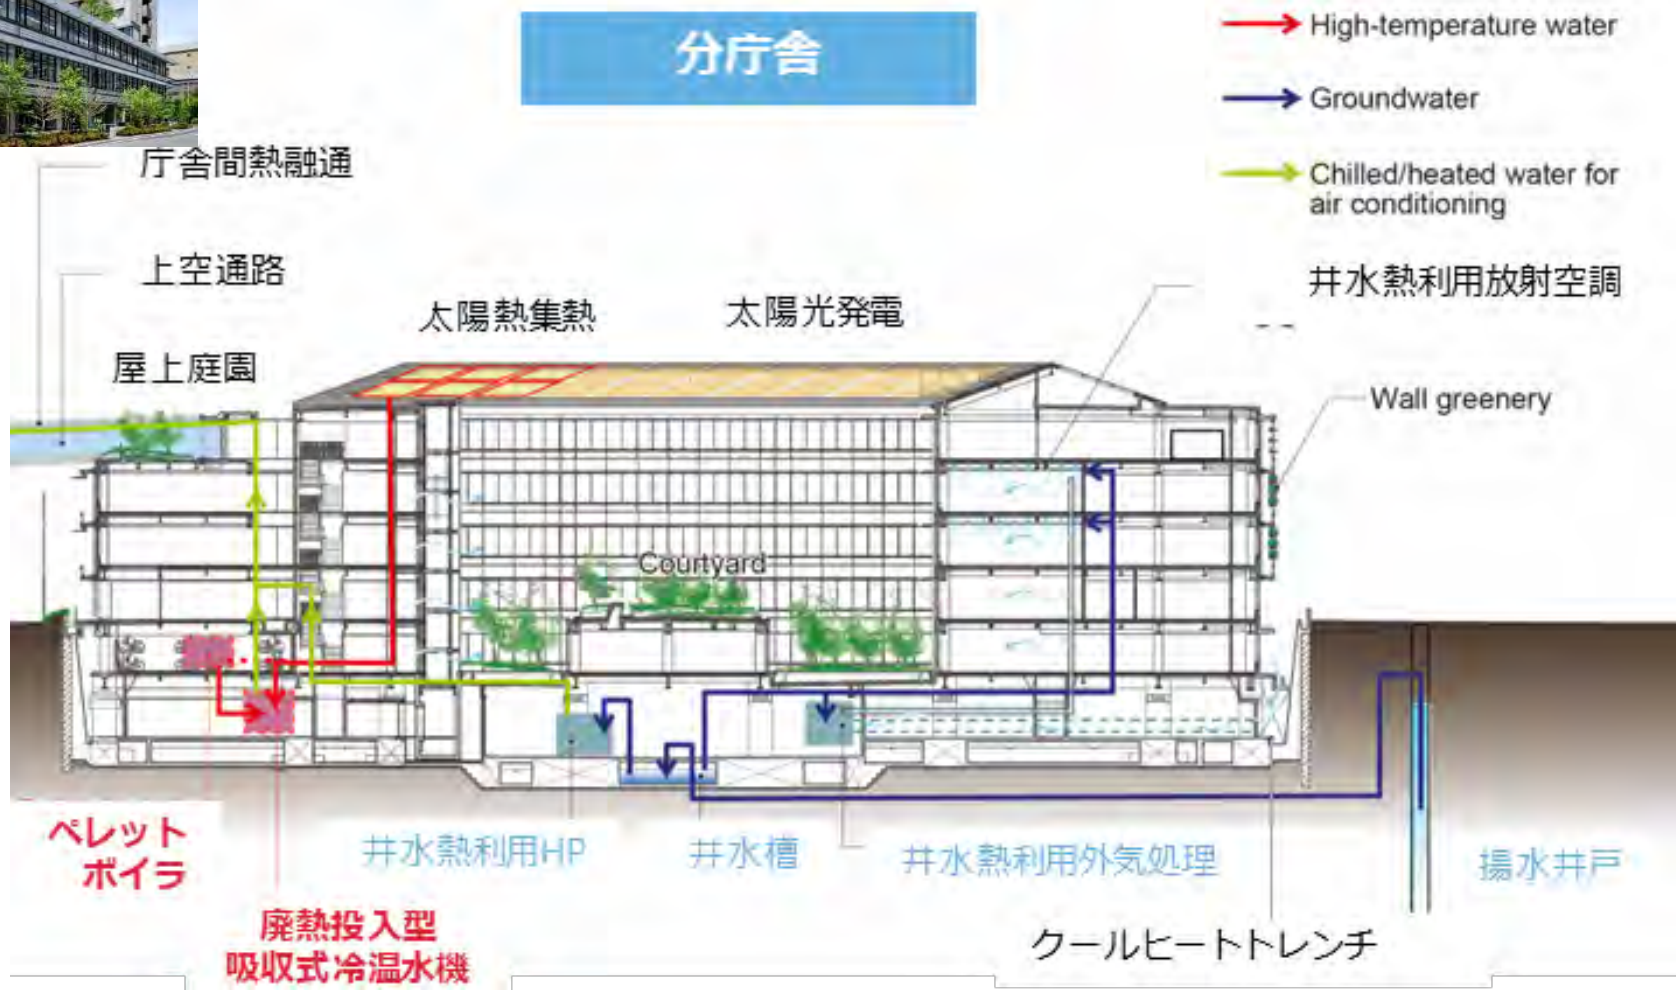 分庁舎
High-temperature water
Groundwater
Chilled/heated water for
air conditioning
庁舎間熱融通
上空通路
屋上庭園
太陽熱集熱
太陽光発電
井水熱利用放射空調
Wall greenery
Courtyard
ペレット
ボイラ
廃熱投入型
吸収式冷温水機
井水熱利用HP
井水槽
井水熱利用外気処理
揚水井戸
クールヒートトレンチ